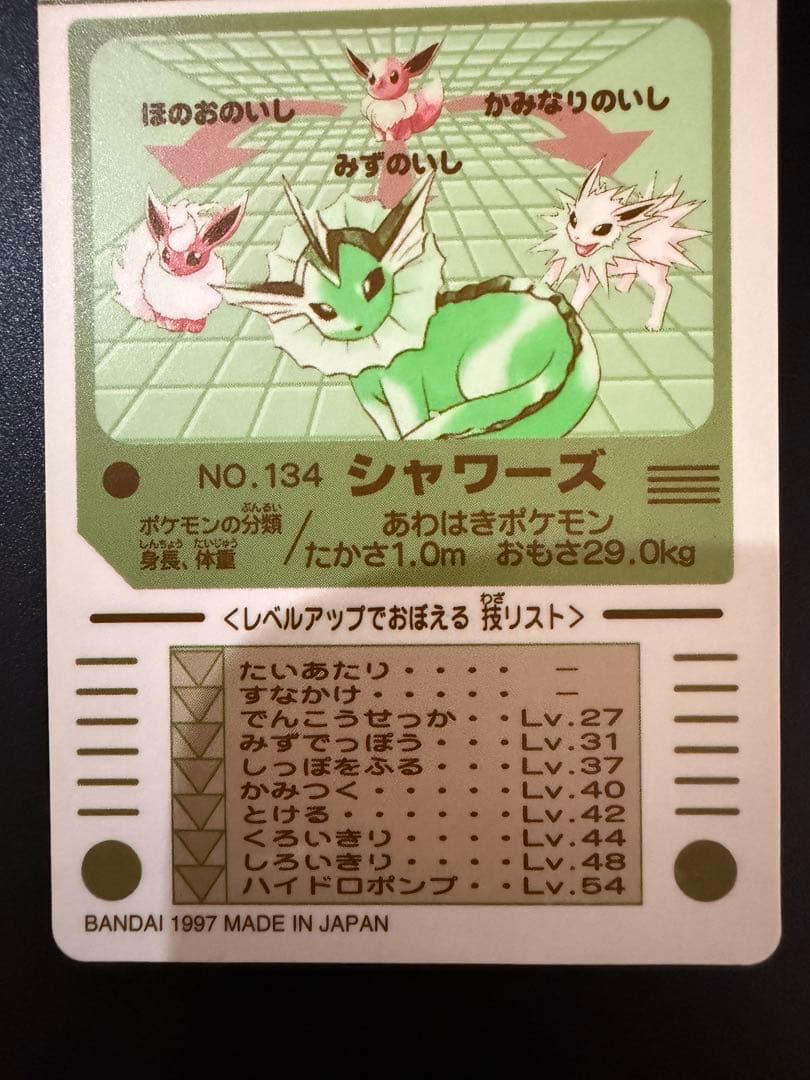 ほのおのいし
かみなりのいし
みずのいし
NO.134 シャワーズ
ポケモンの分類 ぶんるい
身長、体重 しんちょう たいじゅう
/
あわはきポケモン
たかさ1.0m おもさ29.0kg
<レベルアップでおぼえる 技リスト> わざ
たいあたり・・・・ －
すなかけ・・・・・ －
でんこうせっか・・Lv.27
みずでっぽう・・・Lv.31
しっぽをふる・・・Lv.37
かみつく・・・・・Lv.40
とける・・・・・・Lv.42
くろいきり・・・・Lv.44
しろいきり・・・・Lv.48
ハイドロポンプ・・Lv.54
BANDAI 1997 MADE IN JAPAN